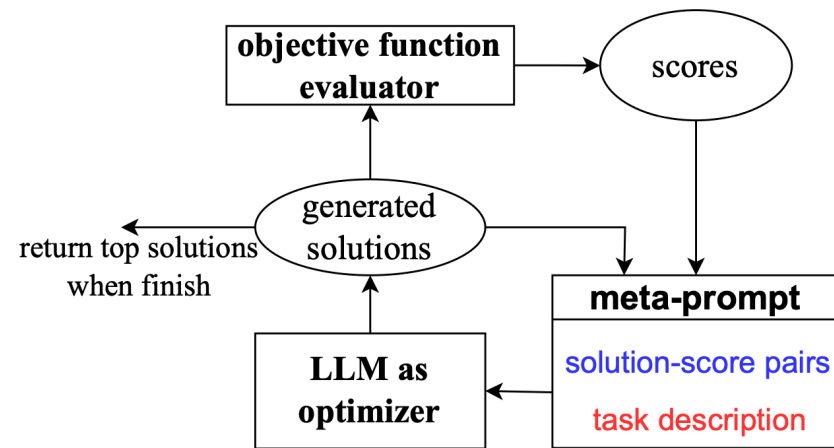 objective function
evaluator
scores
generated
solutions
return top solutions
when finish
meta-prompt
solution-score pairs
task description
LLM as
optimizer